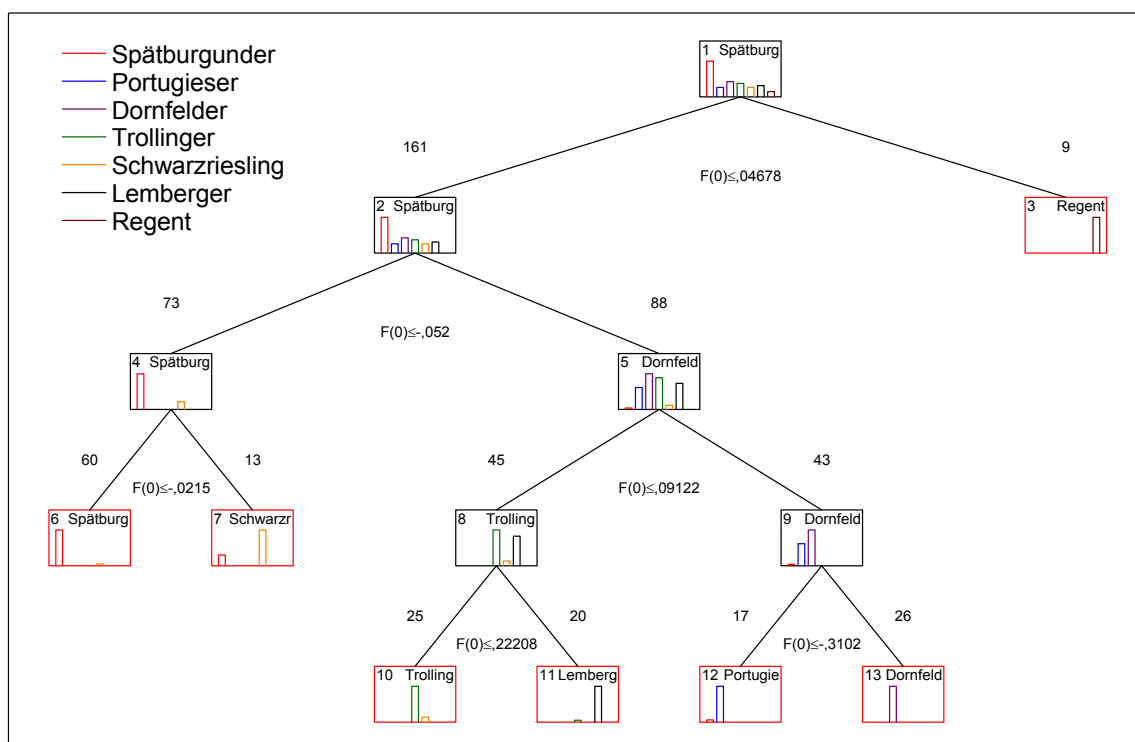 Spätburgunder
Portugieser
Dornfelder
Trollinger
Schwarzriesling
Lemberger
Regent
1 Spätburg
161
9
F(0)≤,04678
2 Spätburg
3 Regent
73
88
F(0)≤-,052
4 Spätburg
5 Dornfeld
60
13
45
43
F(0)≤-,0215
F(0)≤,09122
6 Spätburg
7 Schwarzr
8 Trolling
9 Dornfeld
25
20
17
26
F(0)≤,22208
F(0)≤-,3102
10 Trolling
11 Lemberg
12 Portugie
13 Dornfeld